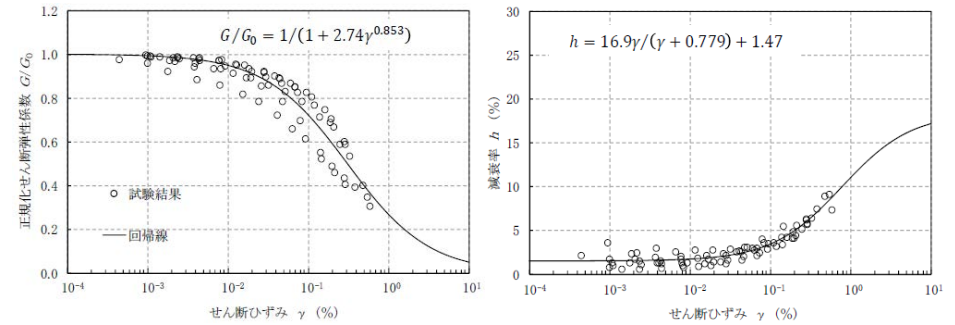 G/G₀ = 1/(1 + 2.74γ^0.853)
正規化せん断弾性係数 G/G₀
1.2
1.0
0.8
0.6
0.4
0.2
0.0
試験結果
回帰線
10⁻⁴ 10⁻³ 10⁻² 10⁻¹ 10⁰ 10¹
せん断ひずみ γ (%)
h = 16.9γ/(γ + 0.779) + 1.47
減衰率 h (%)
30
25
20
15
10
5
0
10⁻⁴ 10⁻³ 10⁻² 10⁻¹ 10⁰ 10¹
せん断ひずみ γ (%)